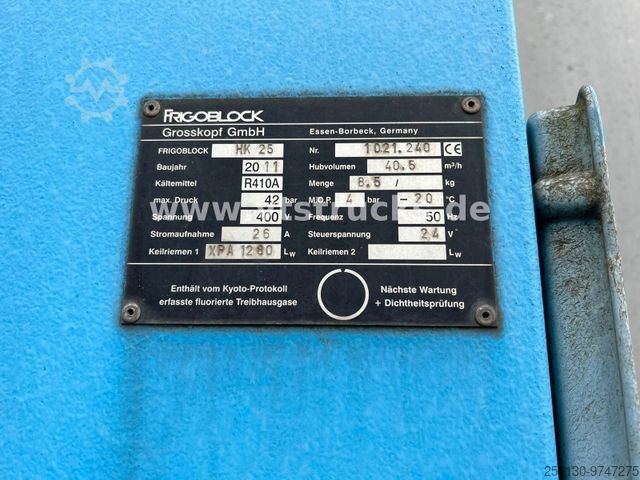 FRIGOBLOCK
Grosskopf GmbH Essen-Borbeck, Germany
FRIGOBLOCK HK 25 Nr. 1021.240 CE
Baujahr 2011 Hubvolumen 40.5 m³/h
Kältemittel R410A Menge 8.5 / kg
max. Druck 42 bar M.O.P. 4 bar -20 °C
Spannung 400 V Frequenz 50 Hz
Stromaufnahme 26 A Steuerspannung 24 V
Keilriemen 1 XPA 1280 Lw Keilriemen 2 Lw
Enthält vom Kyoto-Protokoll
erfasste fluorierte Treibhausgase
Nächste Wartung
+ Dichtheitsprüfung